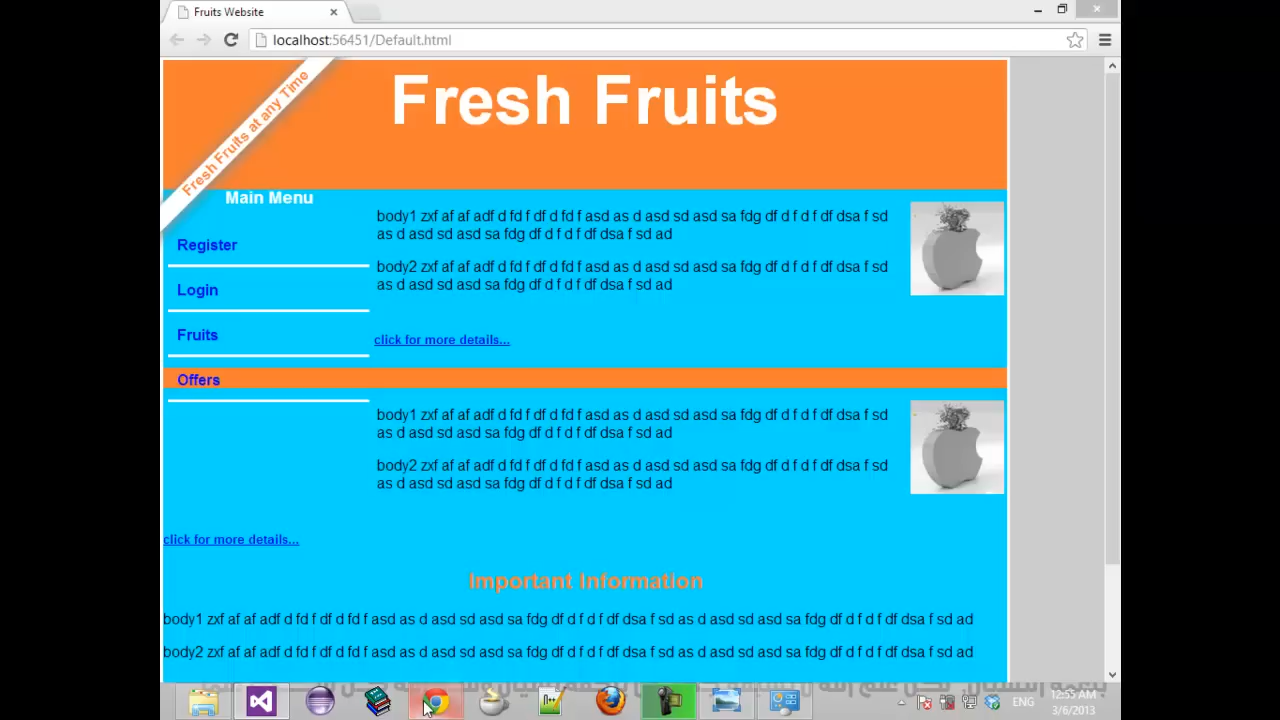 Fruits Website
localhost:56451/Default.html
Fresh Fruits at any Time
Fresh Fruits
Main Menu
Register
Login
Fruits
Offers
body1 zxf af af adf d fd f df d fd f asd as d asd sd asd sa fdg df d f d f df dsa f sd
as d asd sd asd sa fdg df d f d f df dsa f sd ad
body2 zxf af af adf d fd f df d fd f asd as d asd sd asd sa fdg df d f d f df dsa f sd
as d asd sd asd sa fdg df d f d f df dsa f sd ad
click for more details...
body1 zxf af af adf d fd f df d fd f asd as d asd sd asd sa fdg df d f d f df dsa f sd
as d asd sd asd sa fdg df d f d f df dsa f sd ad
body2 zxf af af adf d fd f df d fd f asd as d asd sd asd sa fdg df d f d f df dsa f sd
as d asd sd asd sa fdg df d f d f df dsa f sd ad
click for more details...
Important Information
body1 zxf af af adf d fd f df d fd f asd as d asd sd asd sa fdg df d f d f df dsa f sd as d asd sd asd sa fdg df d f d f df dsa f sd ad
body2 zxf af af adf d fd f df d fd f asd as d asd sd asd sa fdg df d f d f df dsa f sd as d asd sd asd sa fdg df d f d f df dsa f sd ad
ENG
12:55 AM
3/6/2013